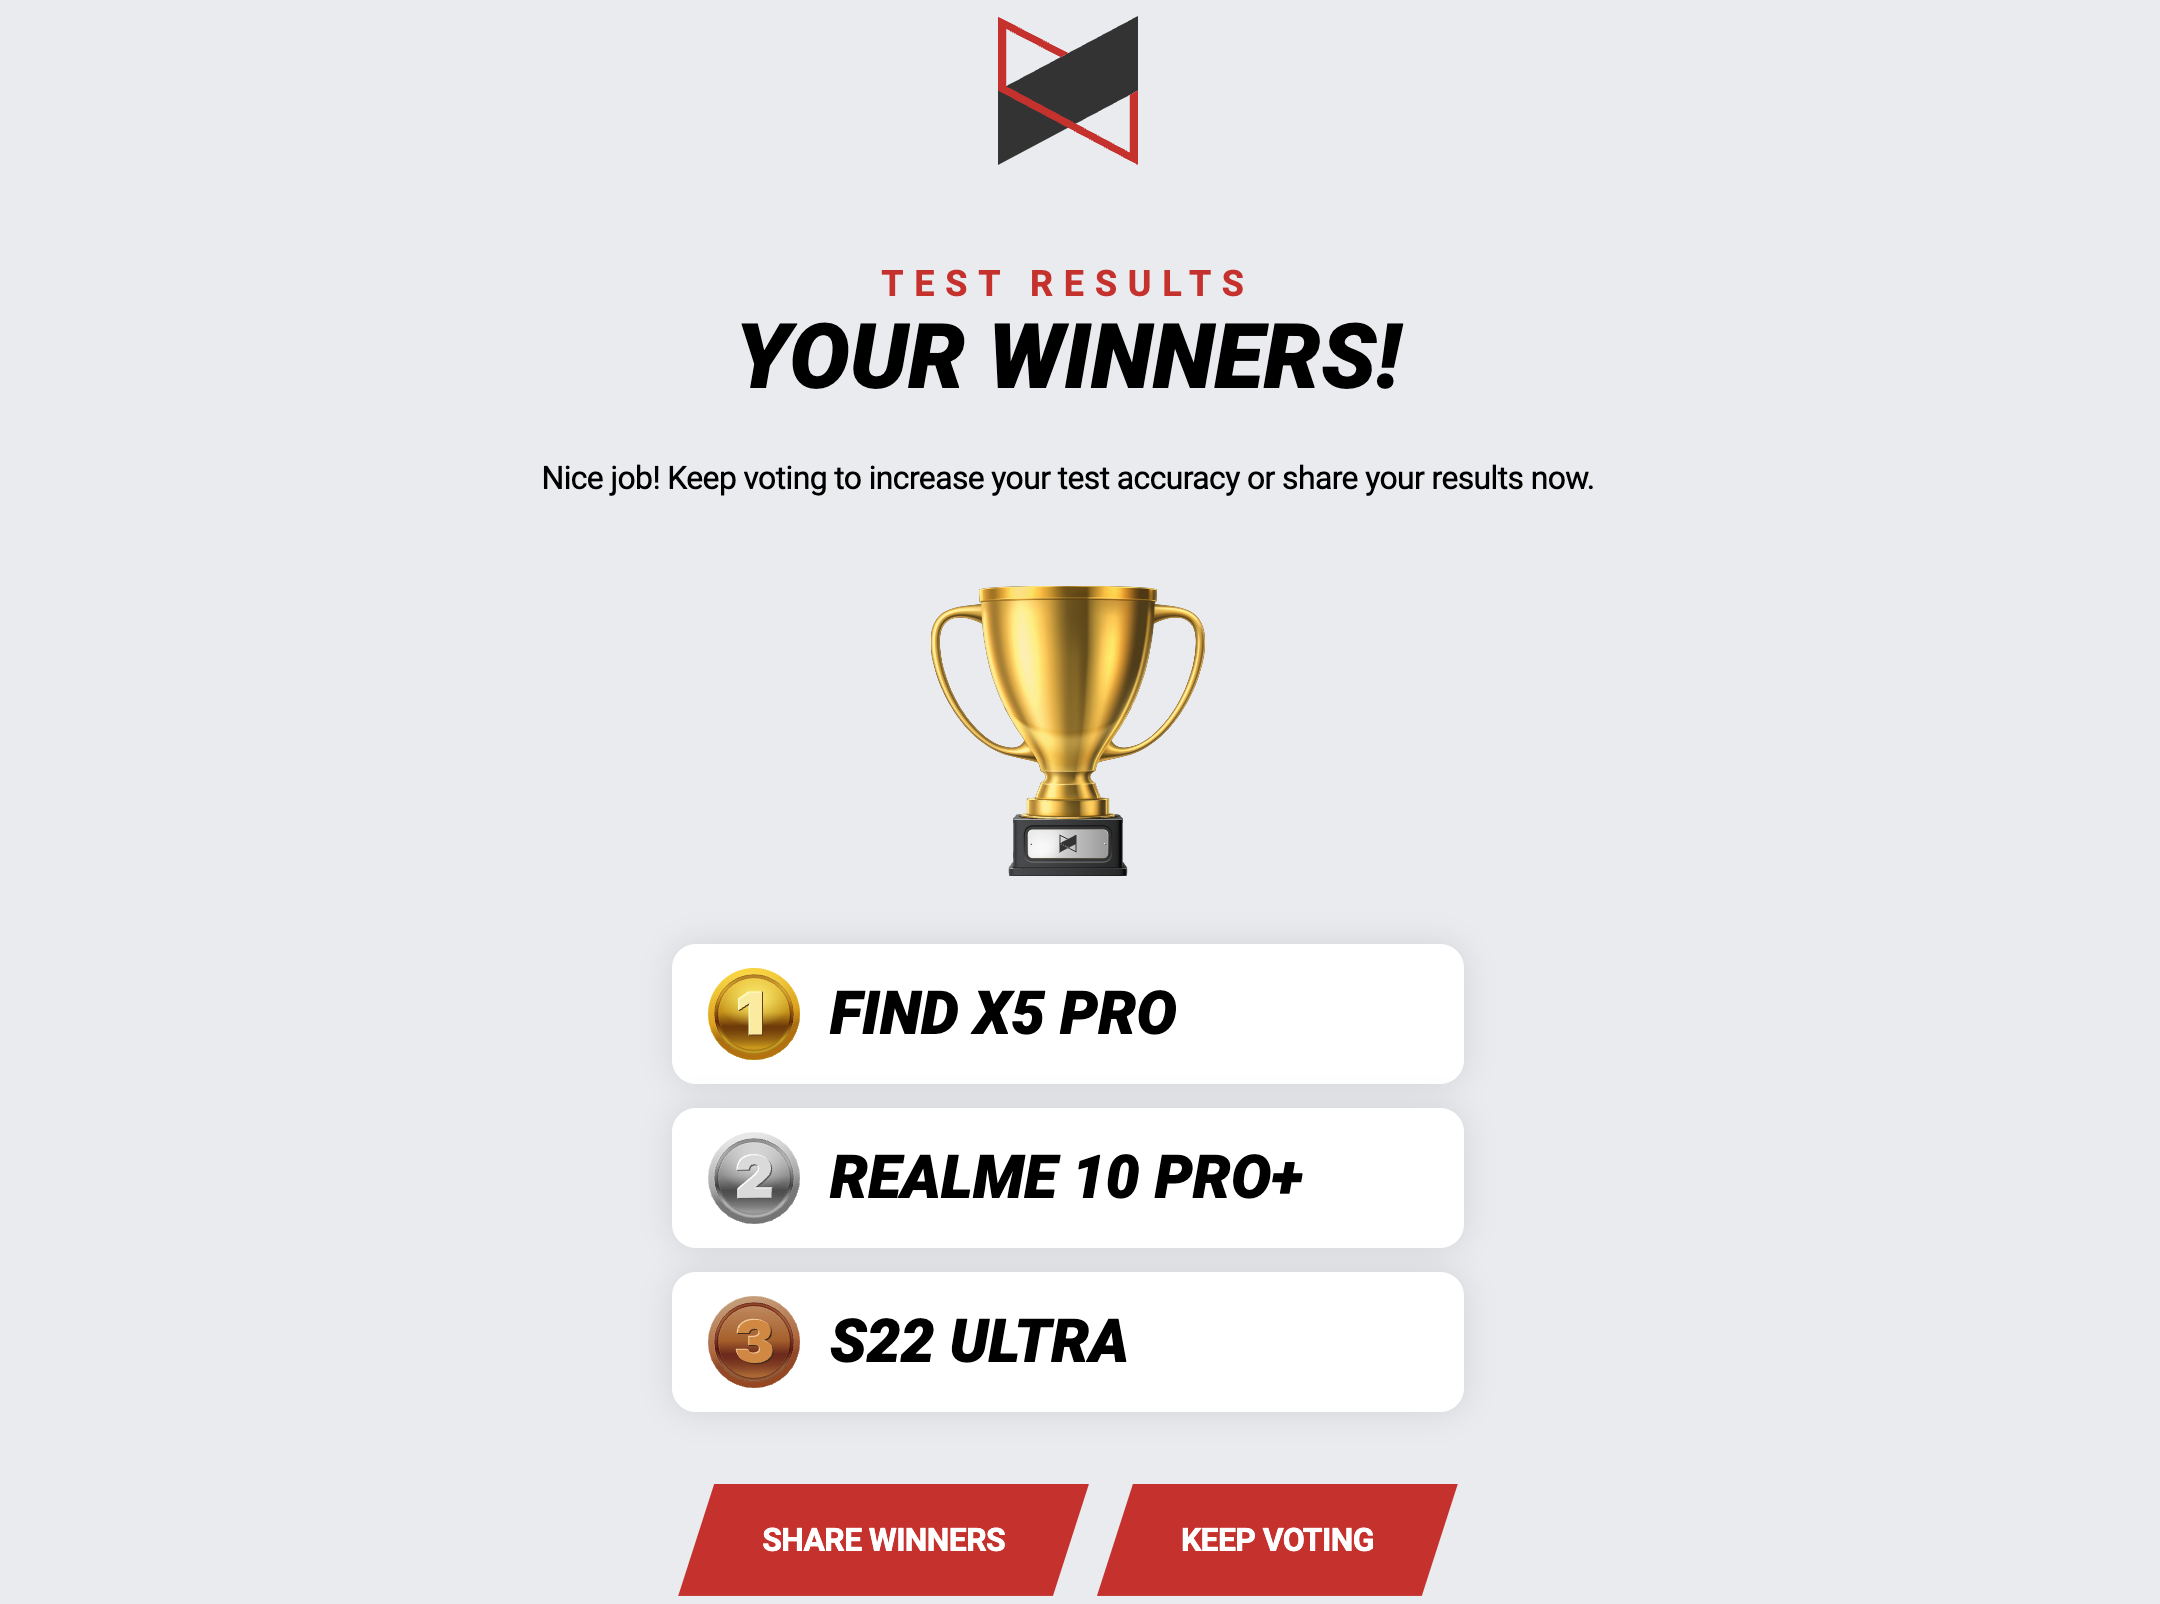 TEST RESULTS
YOUR WINNERS!
Nice job! Keep voting to increase your test accuracy or share your results now.
1 FIND X5 PRO
2 REALME 10 PRO+
3 S22 ULTRA
SHARE WINNERS KEEP VOTING